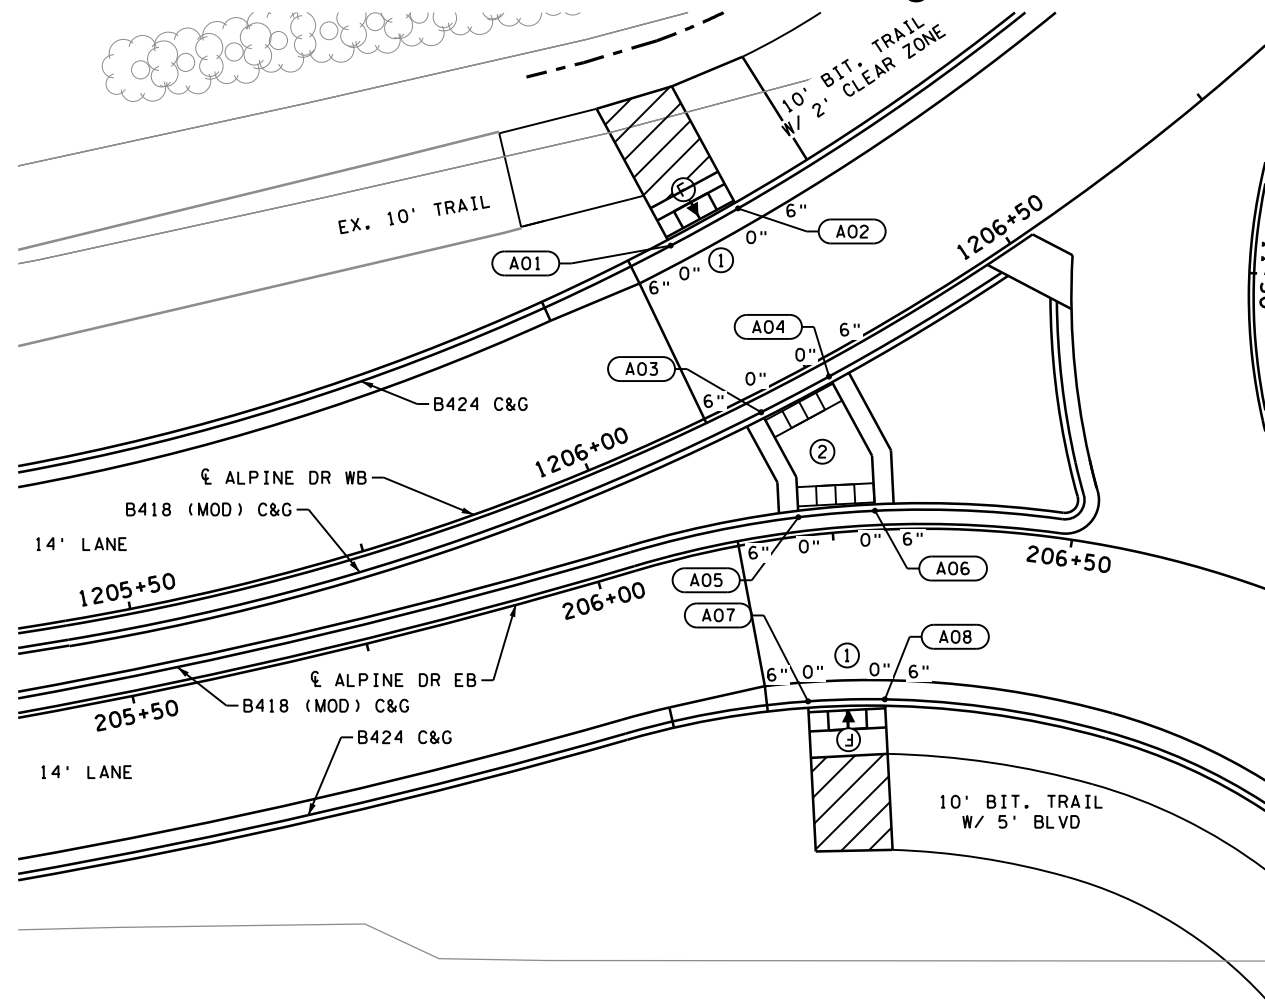 10' BIT. TRAIL
W/ 2' CLEAR ZONE
EX. 10' TRAIL
F
A01
A02
6"
0"
1
0"
6"
1206+50
A04
6"
0"
A03
0"
6"
B424 C&G
2
1206+00
℄ ALPINE DR WB
B418 (MOD) C&G
14' LANE
1205+50
6"
0"
0"
6"
206+50
A05
A06
206+00
A07
A08
1
6"
0"
0"
6"
℄ ALPINE DR EB
B418 (MOD) C&G
205+50
B424 C&G
F
14' LANE
10' BIT. TRAIL
W/ 5' BLVD